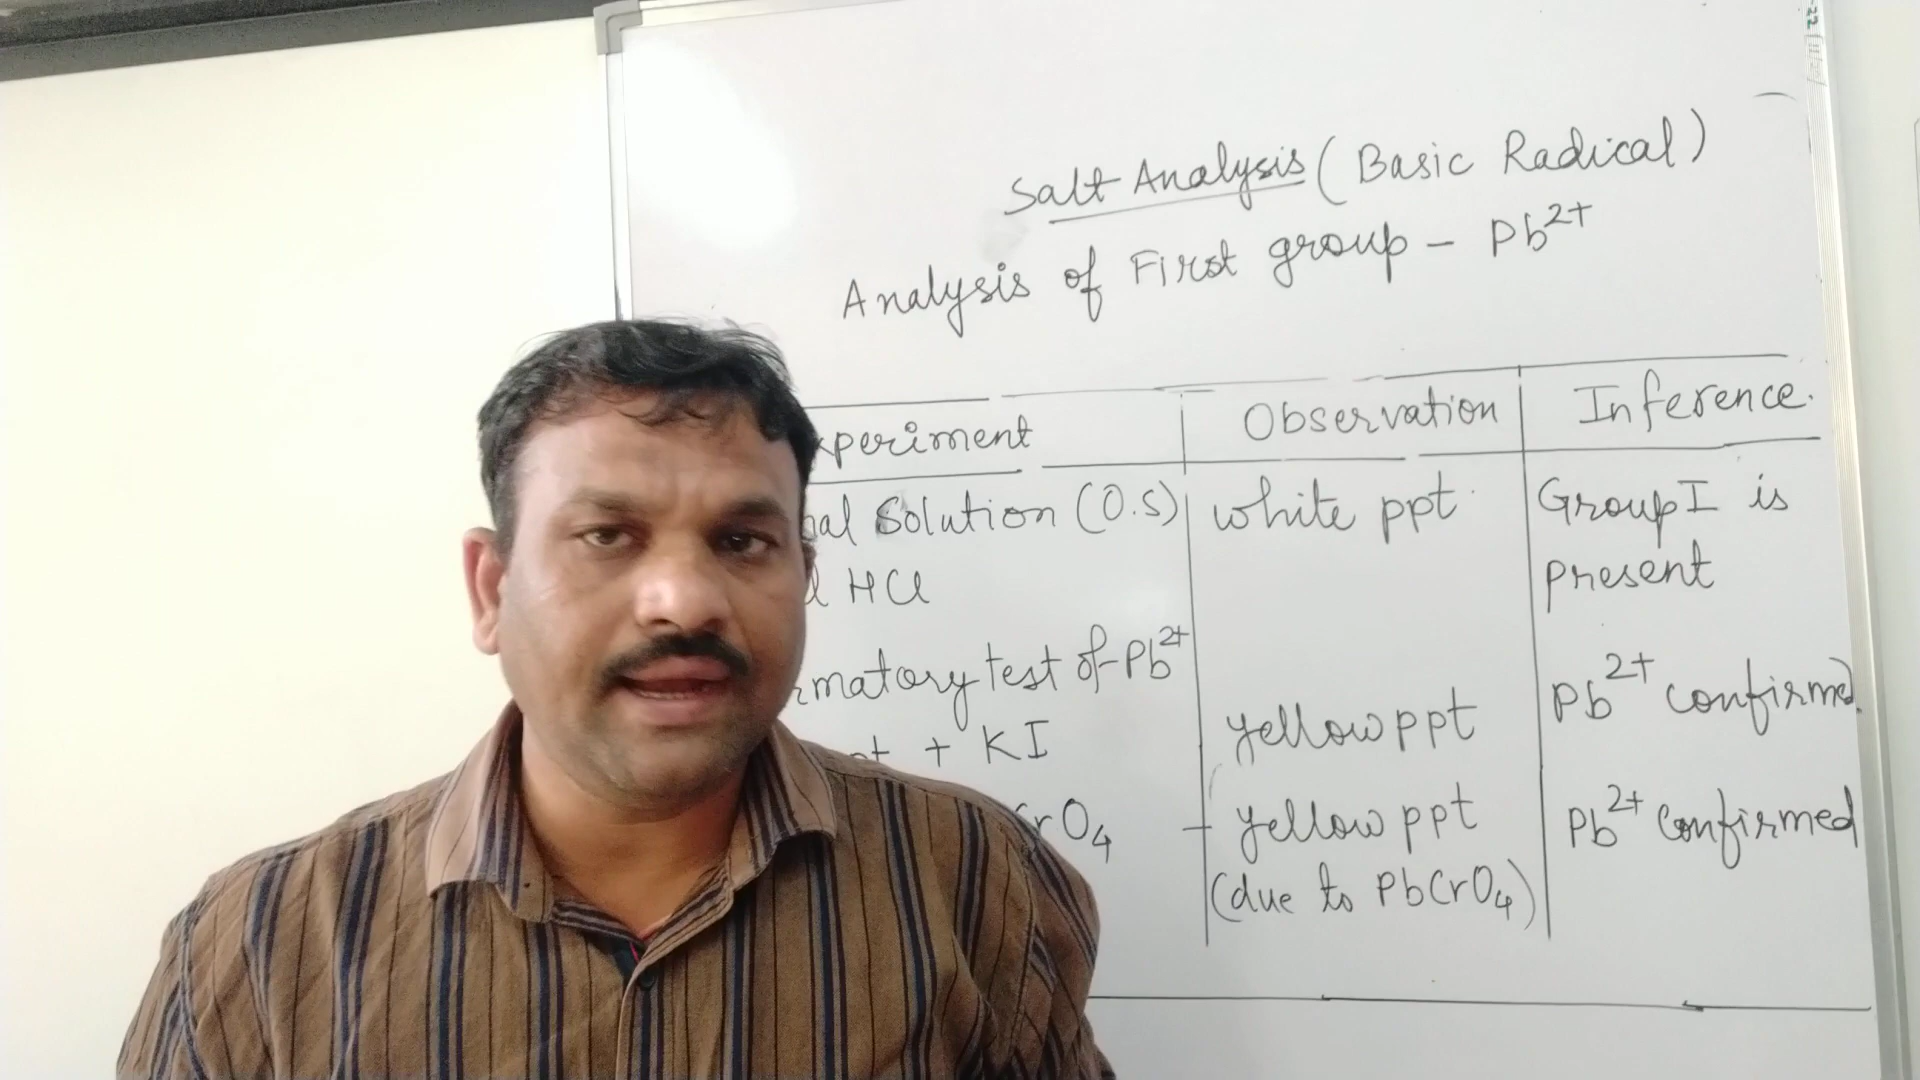 Salt Analysis (Basic Radical)
Analysis of First group - Pb²⁺
xperiment Observation Inference.
nal Solution (O.S) white ppt. Group I is
d HCl present
rmatory test of Pb²⁺
Pb²⁺ confirmed
pt + KI yellow ppt
rO₄ yellow ppt Pb²⁺ confirmed
(due to PbCrO₄)